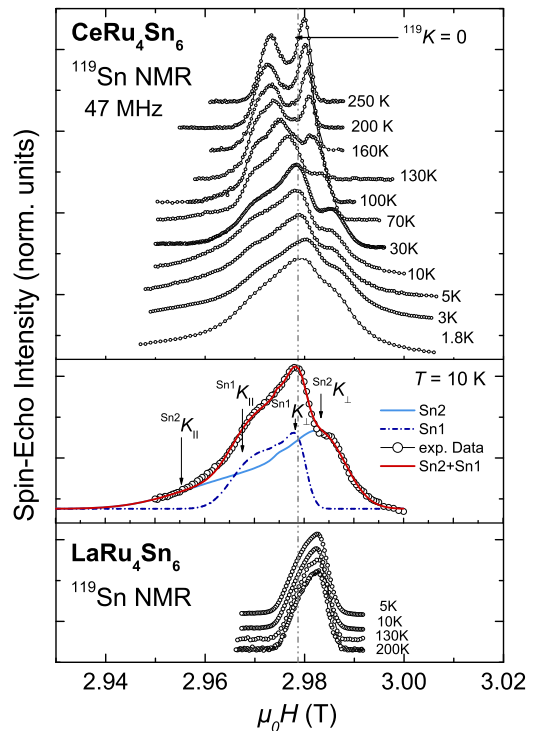 CeRu₄Sn₆
¹¹⁹K = 0
¹¹⁹Sn NMR
47 MHz
250 K
200 K
160K
130K
100K
70K
30K
10K
5K
3K
1.8K
Spin-Echo Intensity (norm. units)
T = 10 K
Sn2
Sn1
exp. Data
Sn2+Sn1
Sn2K∥
Sn1K∥
Sn1K⊥
Sn2K⊥
LaRu₄Sn₆
¹¹⁹Sn NMR
5K
10K
130K
200K
2.94 2.96 2.98 3.00 3.02
μ₀H (T)